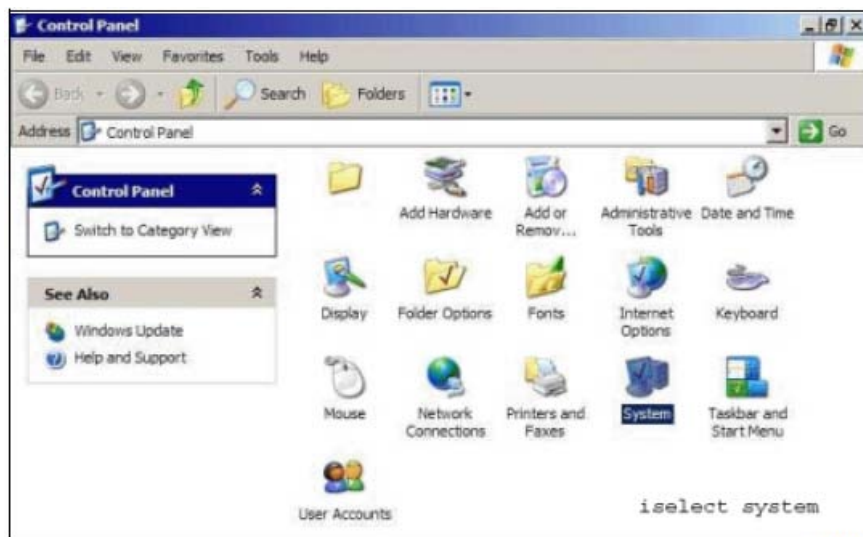 Control Panel
File Edit View Favorites Tools Help
Back Search Folders
Address Control Panel Go
Control Panel
Switch to Category View
See Also
Windows Update
Help and Support
Add Hardware
Add or Remov...
Administrative Tools
Date and Time
Display
Folder Options
Fonts
Internet Options
Keyboard
Mouse
Network Connections
Printers and Faxes
System
Taskbar and Start Menu
User Accounts
iselect system